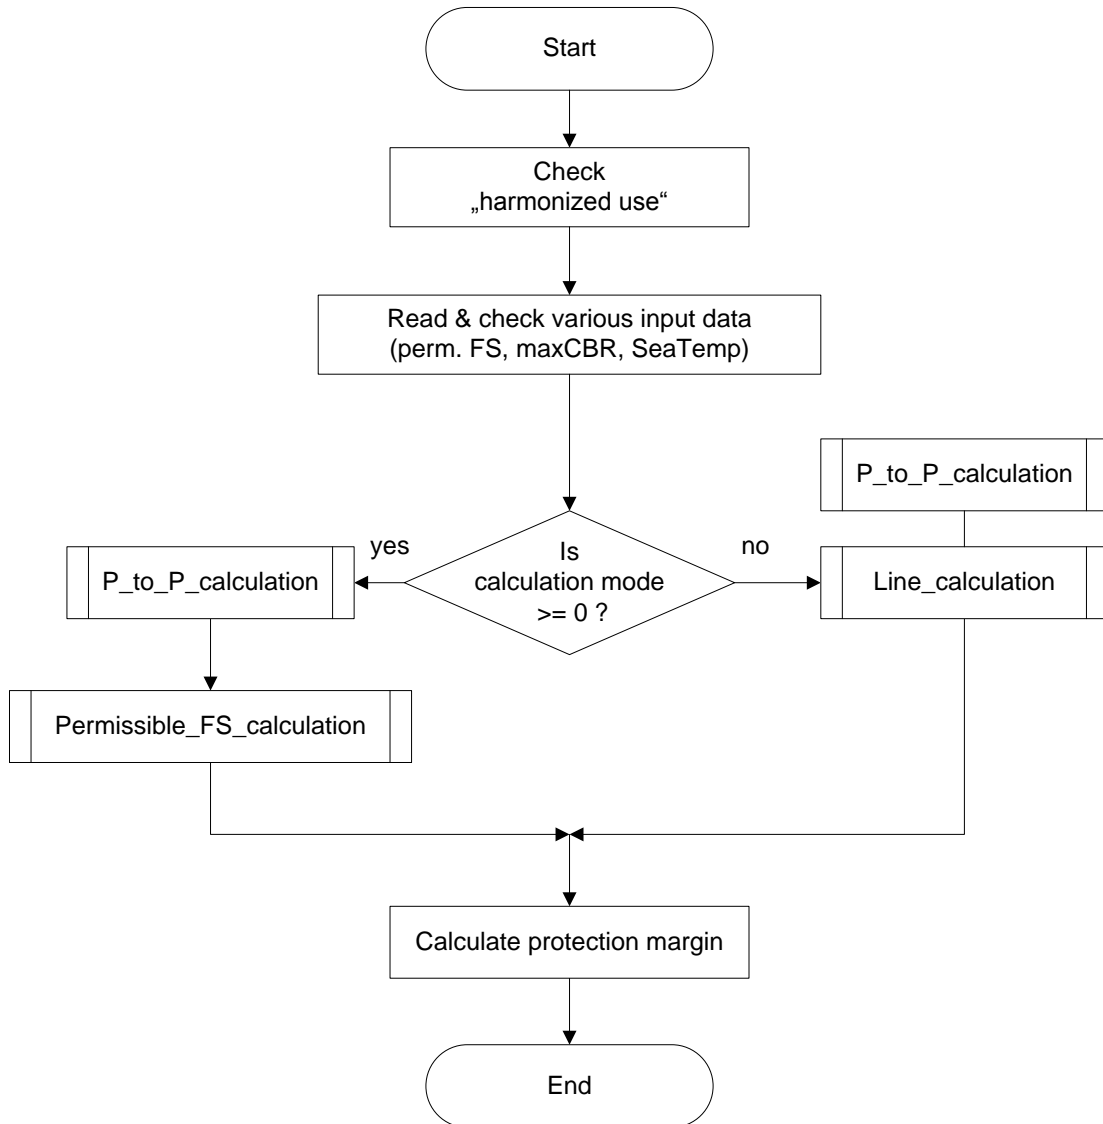 Start
Check
„harmonized use“
Read & check various input data
(perm. FS, maxCBR, SeaTemp)
P_to_P_calculation
yes
Is
calculation mode
>= 0 ?
no
P_to_P_calculation
Line_calculation
Permissible_FS_calculation
Calculate protection margin
End